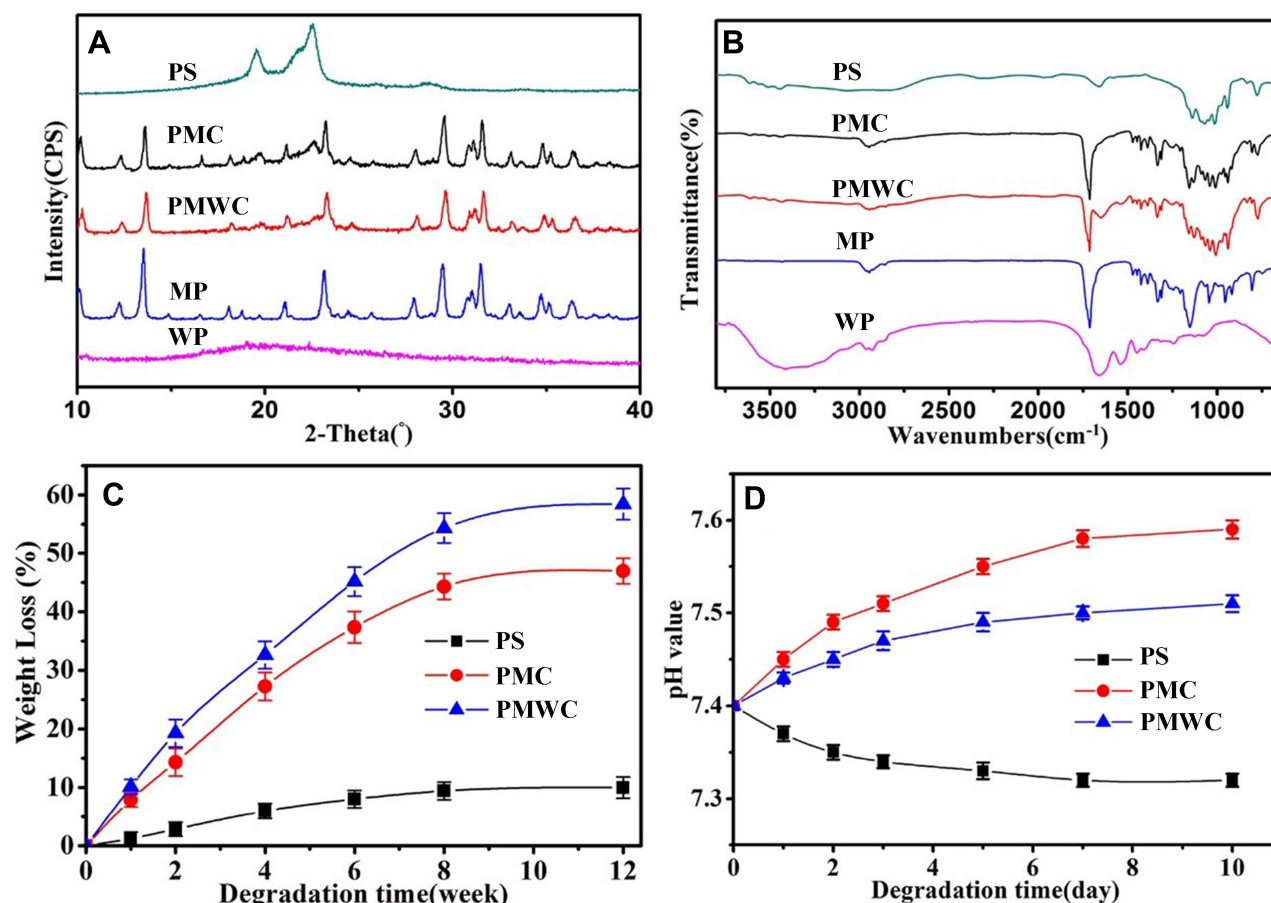 A
PS
PMC
PMWC
MP
WP
Intensity(CPS)
10 20 30 40
2-Theta(°)
B
PS
PMC
PMWC
MP
WP
Transmittance(%)
3500 3000 2500 2000 1500 1000
Wavenumbers(cm-1)
C
60
50
40
30
20
10
0
Weight Loss (%)
PS
PMC
PMWC
0 2 4 6 8 10 12
Degradation time(week)
D
7.6
7.5
7.4
7.3
pH value
PS
PMC
PMWC
0 2 4 6 8 10
Degradation time(day)